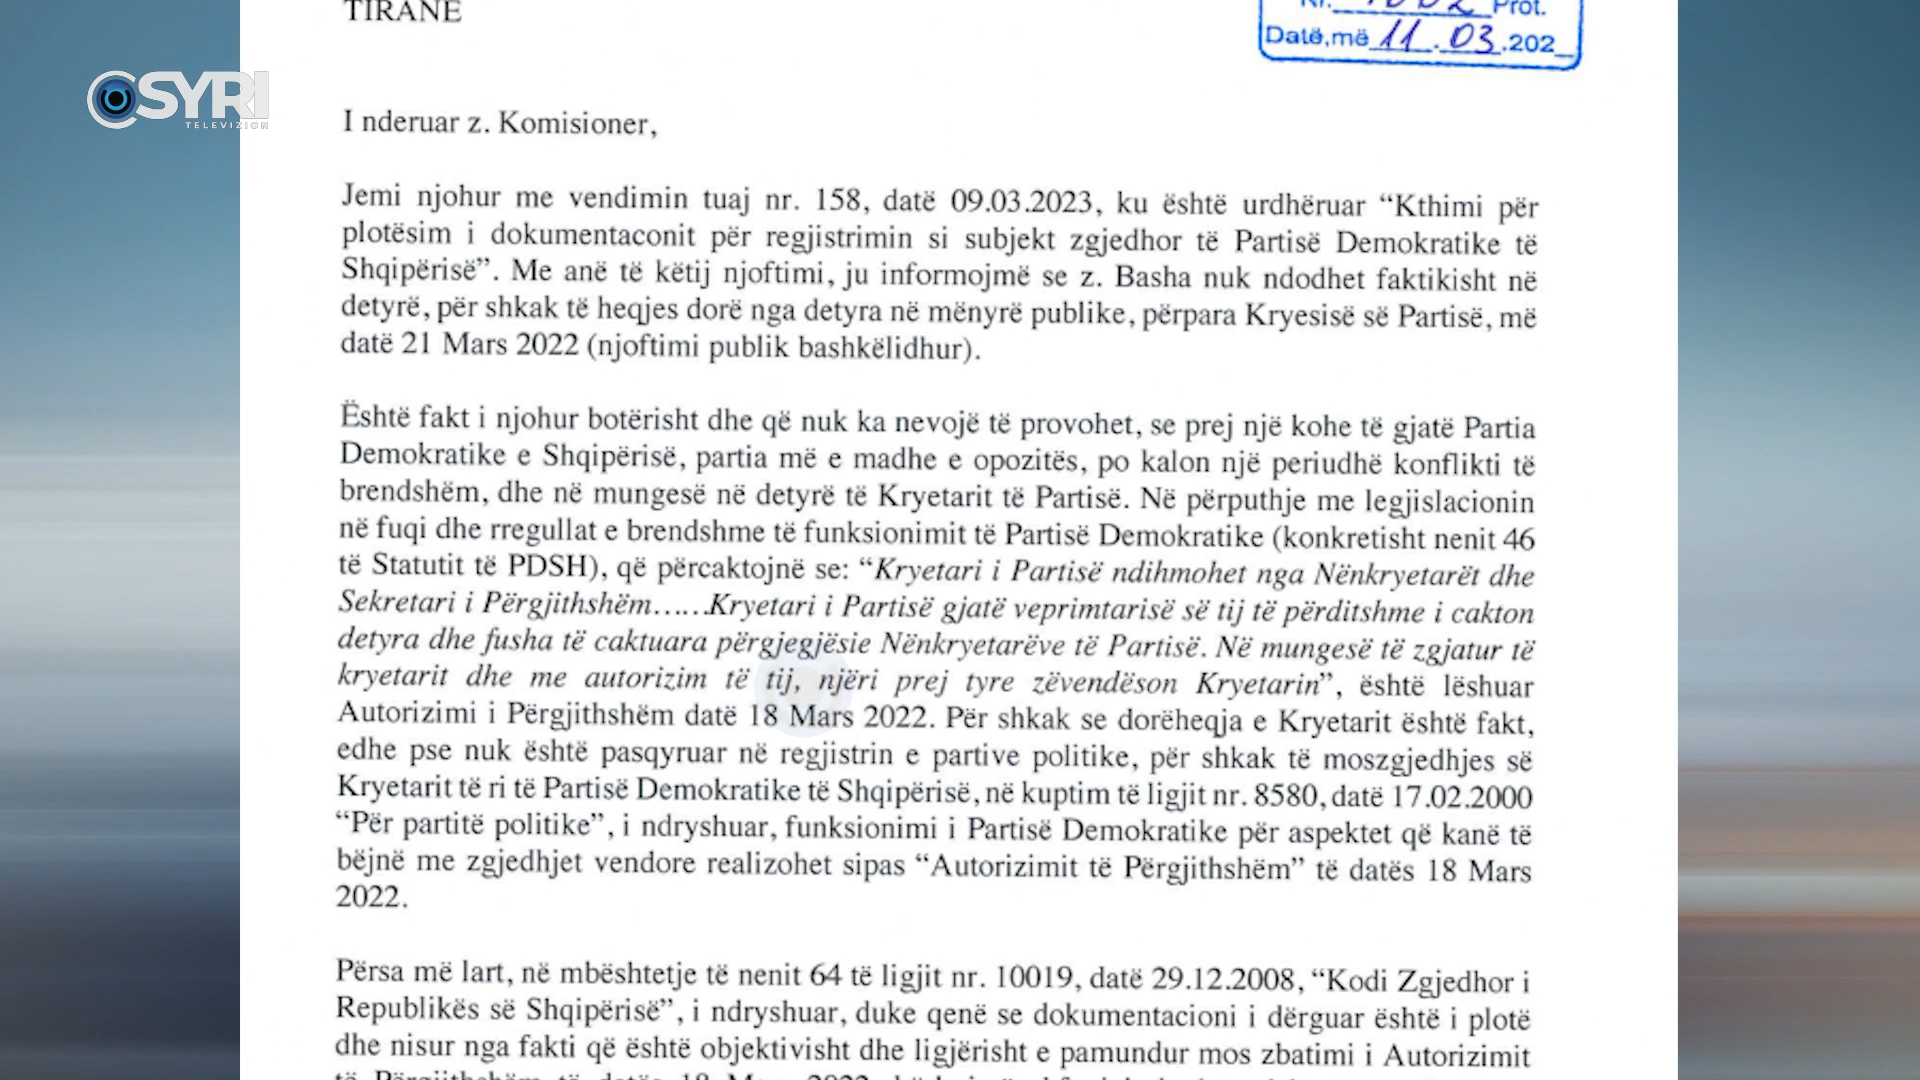 TIRANË
Nr. 1002 Prot.
Datë,më 11.03.202_
SYRI
TELEVIZION
I nderuar z. Komisioner,
Jemi njohur me vendimin tuaj nr. 158, datë 09.03.2023, ku është urdhëruar “Kthimi për
plotësim i dokumentaconit për regjistrimin si subjekt zgjedhor të Partisë Demokratike të
Shqipërisë”. Me anë të këtij njoftimi, ju informojmë se z. Basha nuk ndodhet faktikisht në
detyrë, për shkak të heqjes dorë nga detyra në mënyrë publike, përpara Kryesisë së Partisë, më
datë 21 Mars 2022 (njoftimi publik bashkëlidhur).
Është fakt i njohur botërisht dhe që nuk ka nevojë të provohet, se prej një kohe të gjatë Partia
Demokratike e Shqipërisë, partia më e madhe e opozitës, po kalon një periudhë konflikti të
brendshëm, dhe në mungesë në detyrë të Kryetarit të Partisë. Në përputhje me legjislacionin
në fuqi dhe rregullat e brendshme të funksionimit të Partisë Demokratike (konkretisht nenit 46
të Statutit të PDSH), që përcaktojnë se: “Kryetari i Partisë ndihmohet nga Nënkryetarët dhe
Sekretari i Përgjithshëm……Kryetari i Partisë gjatë veprimtarisë së tij të përditshme i cakton
detyra dhe fusha të caktuara përgjegjësie Nënkryetarëve të Partisë. Në mungesë të zgjatur të
kryetarit dhe me autorizim të tij, njëri prej tyre zëvendëson Kryetarin”, është lëshuar
Autorizimi i Përgjithshëm datë 18 Mars 2022. Për shkak se dorëheqja e Kryetarit është fakt,
edhe pse nuk është pasqyruar në regjistrin e partive politike, për shkak të moszgjedhjes së
Kryetarit të ri të Partisë Demokratike të Shqipërisë, në kuptim të ligjit nr. 8580, datë 17.02.2000
“Për partitë politike”, i ndryshuar, funksionimi i Partisë Demokratike për aspektet që kanë të
bëjnë me zgjedhjet vendore realizohet sipas “Autorizimit të Përgjithshëm” të datës 18 Mars
2022.
Përsa më lart, në mbështetje të nenit 64 të ligjit nr. 10019, datë 29.12.2008, “Kodi Zgjedhor i
Republikës së Shqipërisë”, i ndryshuar, duke qenë se dokumentacioni i dërguar është i plotë
dhe nisur nga fakti që është objektivisht dhe ligjërisht e pamundur mos zbatimi i Autorizimit
të Përgjithshëm të datës 18 Mars 2022